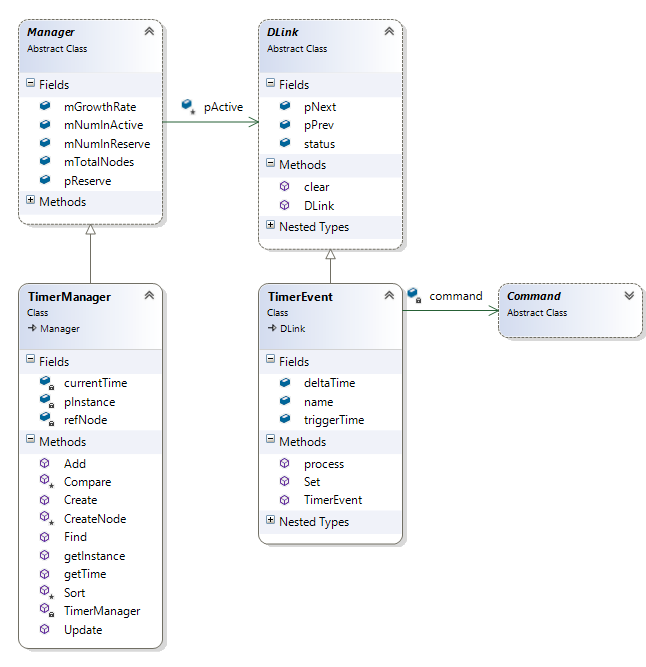 Manager
Abstract Class
Fields
mGrowthRate
mNumInActive
mNumInReserve
mTotalNodes
pReserve
Methods
pActive
DLink
Abstract Class
Fields
pNext
pPrev
status
Methods
clear
DLink
Nested Types
TimerManager
Class
Manager
Fields
currentTime
pInstance
refNode
Methods
Add
Compare
Create
CreateNode
Find
getInstance
getTime
Sort
TimerManager
Update
TimerEvent
Class
DLink
Fields
deltaTime
name
triggerTime
Methods
process
Set
TimerEvent
Nested Types
command
Command
Abstract Class